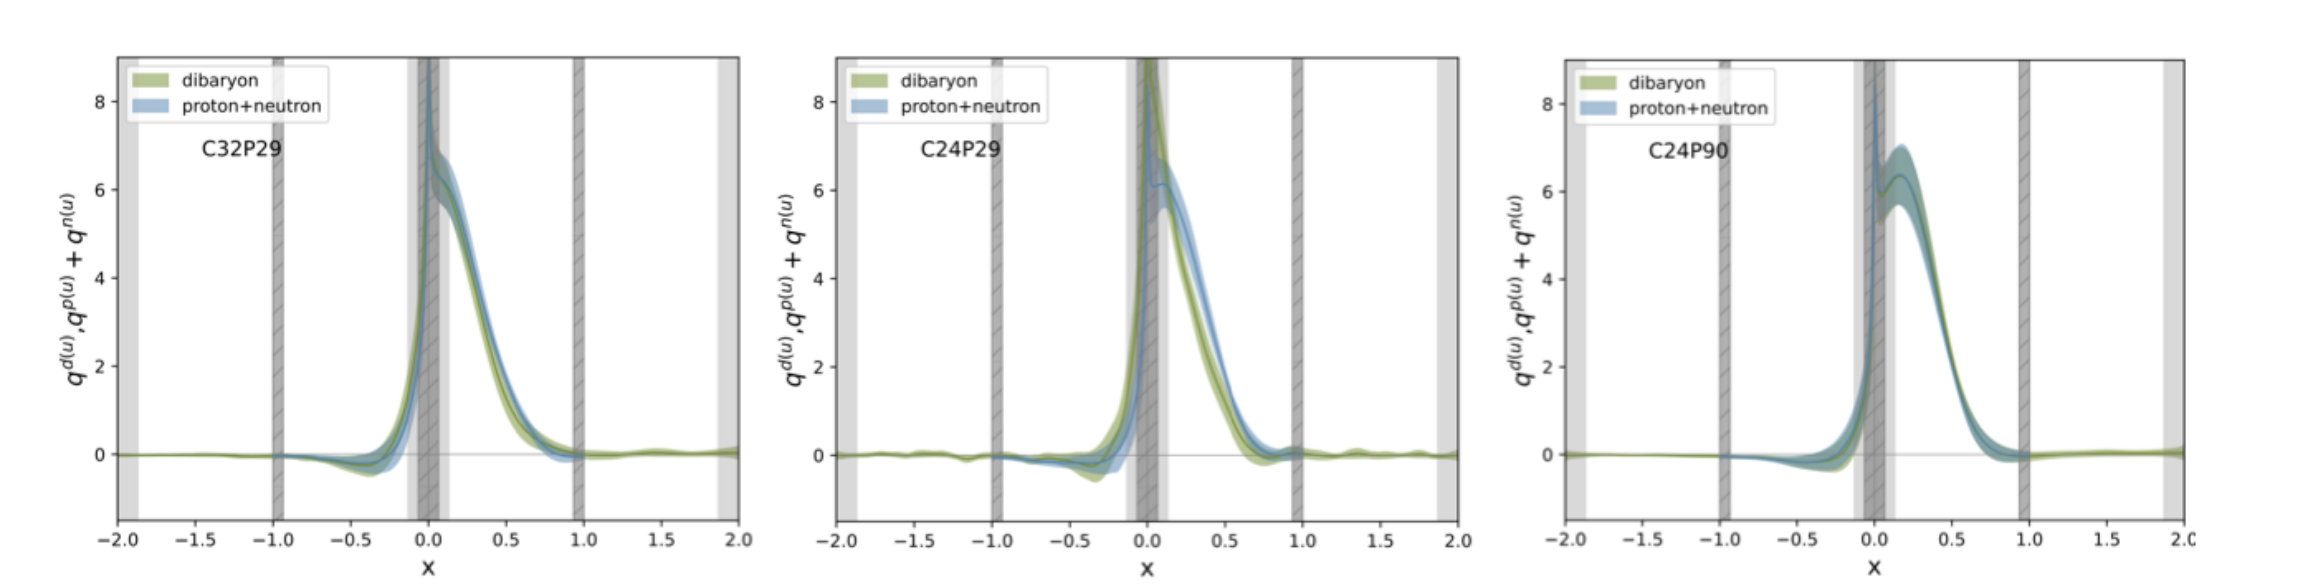 dibaryon
proton+neutron
C32P29
q^{d(u)},q^{p(u)} + q^{n(u)}
8
6
4
2
0
−2.0 −1.5 −1.0 −0.5 0.0 0.5 1.0 1.5 2.0
x
dibaryon
proton+neutron
C24P29
q^{d(u)},q^{p(u)} + q^{n(u)}
8
6
4
2
0
−2.0 −1.5 −1.0 −0.5 0.0 0.5 1.0 1.5 2.0
x
dibaryon
proton+neutron
C24P90
q^{d(u)},q^{p(u)} + q^{n(u)}
8
6
4
2
0
−2.0 −1.5 −1.0 −0.5 0.0 0.5 1.0 1.5 2.0
x